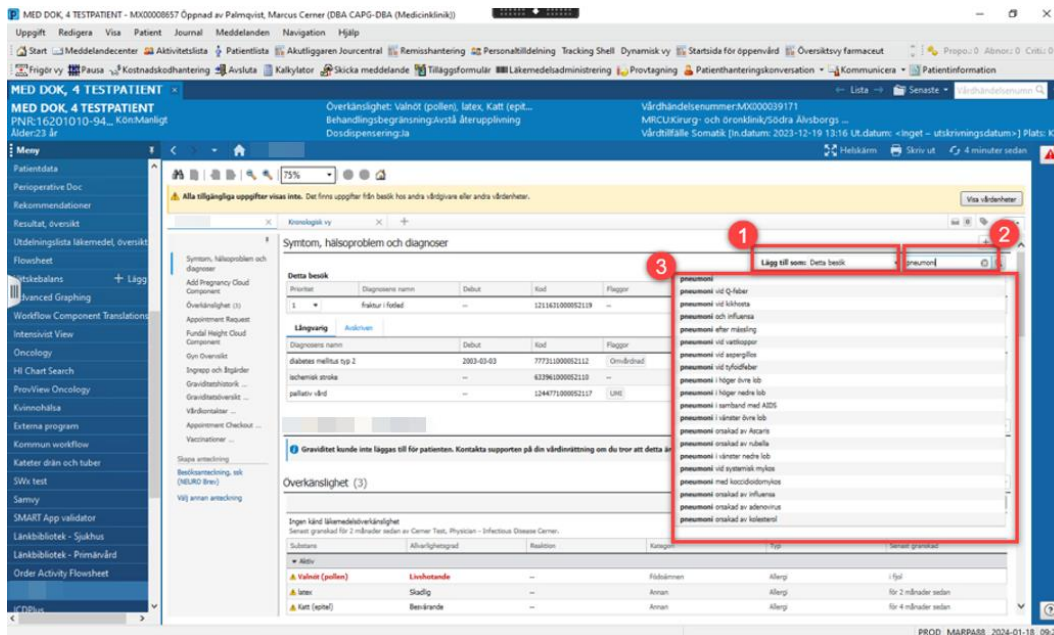 MED DOK, 4 TESTPATIENT - MX00008657 Öppnad av Palmqvist, Marcus Cerner (DBA CAPG-DBA (Medicinklinik))
Uppgift Redigera Visa Patient Journal Meddelanden Navigation Hjälp
Start Meddelandecenter Aktivitetslista Patientlista Akutliggaren Jourcentral Remisshantering Personaltilldelning Tracking Shell Dynamisk vy Startsida för öppenvård Översiktsvy farmaceut Propo.: 0 Abnor.: 0
Frigör vy Pausa Kostnadskodhantering Avsluta Kalkylator Skicka meddelande Tilläggsformulär Läkemedelsadministrering Provtagning Patienthanteringskonversation Kommunicera Patientinformation
MED DOK, 4 TESTPATIENT × Lista Senaste Vårdhändelsenumn
MED DOK, 4 TESTPATIENT Överkänslighet: Valnöt (pollen), latex, Katt (epit... Vårdhändelsenummer:MX000039171
PNR:16201010-94... Kön:Manligt Behandlingsbegränsning:Avstå återupplivning MRCU:Kirurg- och öronklinik/Södra Älvsborgs ...
Ålder:23 år Dosdispensering:Ja Vårdtillfälle Somatik [In.datum: 2023-12-19 13:16 Ut.datum: <Inget - utskrivningsdatum>] Plats: K
Meny Helskärm Skriv ut 4 minuter sedan
Patientdata
Perioperative Doc
Rekommendationer
Resultat, översikt
Utdelningslista läkemedel, översikt
Flowsheet
Vätskebalans + Lägg
Advanced Graphing
Workflow Component Translations
Intensivist View
Oncology
HI Chart Search
ProvView Oncology
Kvinnohälsa
Externa program
Kommun workflow
Kateter drän och tuber
SWx test
Samvy
SMART App validator
Länkbibliotek - Sjukhus
Länkbibliotek - Primärvård
Order Activity Flowsheet
ICDPlus
75%
Alla tillgängliga uppgifter visas inte. Det finns uppgifter från besök hos andra vårdgivare eller andra vårdenheter. Visa vårdenheter
Kronologisk vy × +
Symtom, hälsoproblem och diagnoser
Add Pregnancy Cloud Component
Överkänslighet (3)
Appointment Request
Fundal Height Cloud Component
Gyn Översikt
Ingrepp och åtgärder
Graviditetshistorik ...
Graviditetsöversikt ...
Vårdkontakter ...
Appointment Checkout ...
Vaccinationer ...
Skapa anteckning
Besöksanteckning, ssk (NEURO Brev)
Välj annan anteckning
Symtom, hälsoproblem och diagnoser
1 2 3
Lägg till som: Detta besök pneumoni
Detta besök
Prioritet Diagnosens namn Debut Kod Flaggor
1 fraktur i fotled -- 1211631000052119 --
Långvarig Avskriven
Diagnosens namn Debut Kod Flaggor
diabetes mellitus typ 2 2003-03-03 777311000052112 Omvårdnad
ischemisk stroke -- 633961000052110 --
palliativ vård -- 1244771000052117 UMI
pneumoni
pneumoni vid Q-feber
pneumoni vid kikhosta
pneumoni och influensa
pneumoni efter mässling
pneumoni vid vattkoppor
pneumoni vid aspergillos
pneumoni vid tyfoidfeber
pneumoni i höger övre lob
pneumoni i höger nedre lob
pneumoni i samband med AIDS
pneumoni i vänster övre lob
pneumoni orsakad av Ascaris
pneumoni orsakad av rubella
pneumoni i vänster nedre lob
pneumoni vid systemisk mykos
pneumoni med koccidioidomykos
pneumoni orsakad av influensa
pneumoni orsakad av adenovirus
pneumoni orsakad av kolesterol
Graviditet kunde inte läggas till för patienten. Kontakta supporten på din vårdinrättning om du tror att detta är
Överkänslighet (3)
Ingen känd läkemedelsöverkänslighet
Senast granskad för 2 månader sedan av Cerner Test, Physician - Infectious Disease Cerner.
Substans Allvarlighetsgrad Reaktion Kategori Typ Senast granskad
Aktiv
Valnöt (pollen) Livshotande -- Födoämnen Allergi i fjol
latex Skadlig -- Annan Allergi för 2 månader sedan
Katt (epitel) Besvärande -- Annan Allergi för 4 månader sedan
PROD MARPA88 2024-01-18